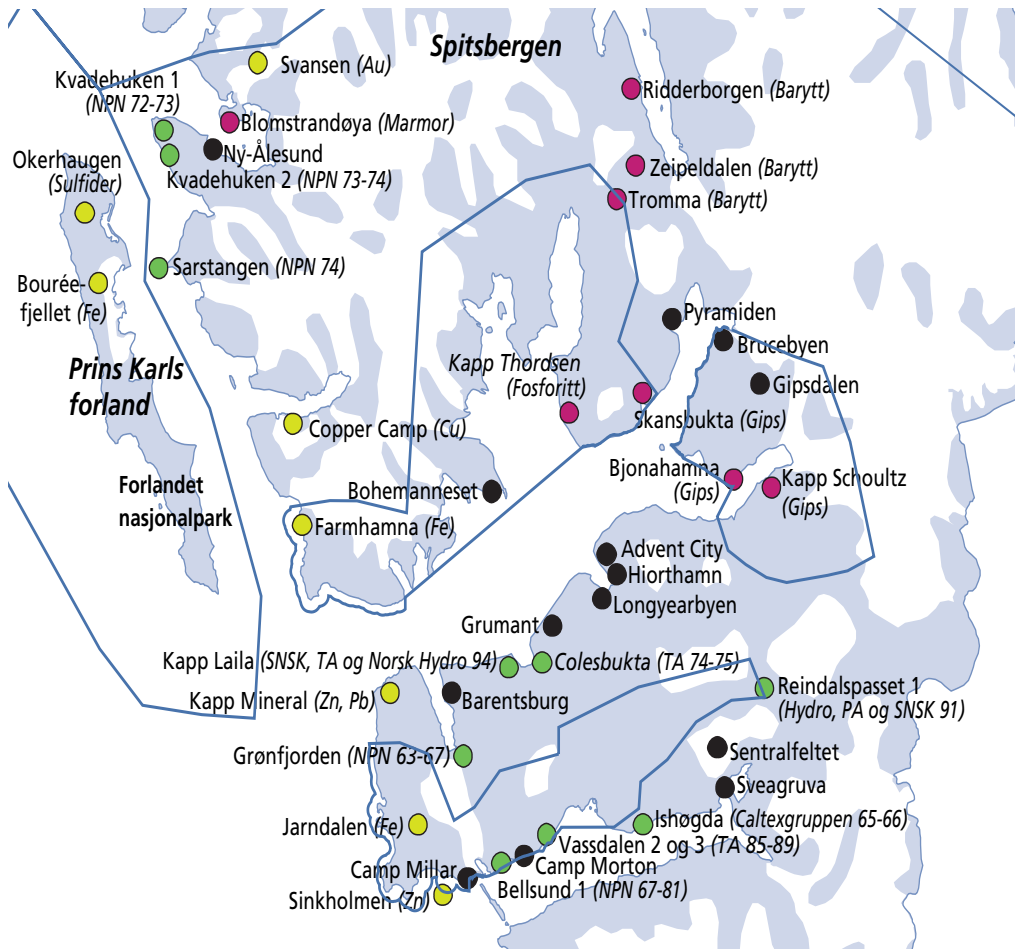 Spitsbergen
Svansen (Au)
Kvadehuken 1
(NPN 72-73)
Ridderborgen (Barytt)
Blomstrandøya (Marmor)
Ny-Ålesund
Okerhaugen
(Sulfider)
Kvadehuken 2 (NPN 73-74)
Zeipeldalen (Barytt)
Tromma (Barytt)
Sarstangen (NPN 74)
Bourée-
fjellet (Fe)
Pyramiden
Brucebyen
Prins Karls
forland
Kapp Thordsen
(Fosforitt)
Gipsdalen
Skansbukta (Gips)
Copper Camp (Cu)
Bjonahamna
(Gips)
Kapp Schoultz
(Gips)
Forlandet
nasjonalpark
Bohemanneset
Farmhamna (Fe)
Advent City
Hiorthamn
Longyearbyen
Grumant
Kapp Laila (SNSK, TA og Norsk Hydro 94)
Colesbukta (TA 74-75)
Kapp Mineral (Zn, Pb)
Barentsburg
Reindalspasset 1
(Hydro, PA og SNSK 91)
Grønfjorden (NPN 63-67)
Sentralfeltet
Sveagruva
Jarndalen (Fe)
Ishøgda (Caltexgruppen 65-66)
Vassdalen 2 og 3 (TA 85-89)
Camp Millar
Camp Morton
Bellsund 1 (NPN 67-81)
Sinkholmen (Zn)